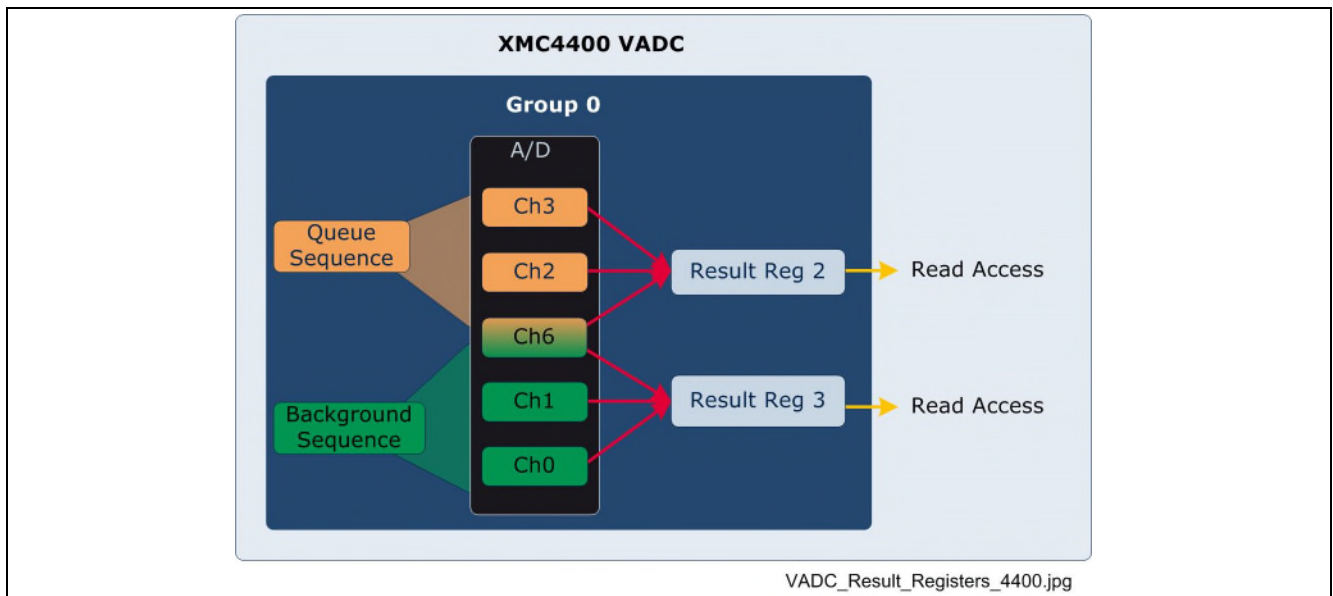 XMC4400 VADC
Group 0
A/D
Ch3
Queue
Sequence
Ch2
Result Reg 2
Read Access
Ch6
Ch1
Result Reg 3
Read Access
Background
Sequence
Ch0
VADC_Result_Registers_4400.jpg